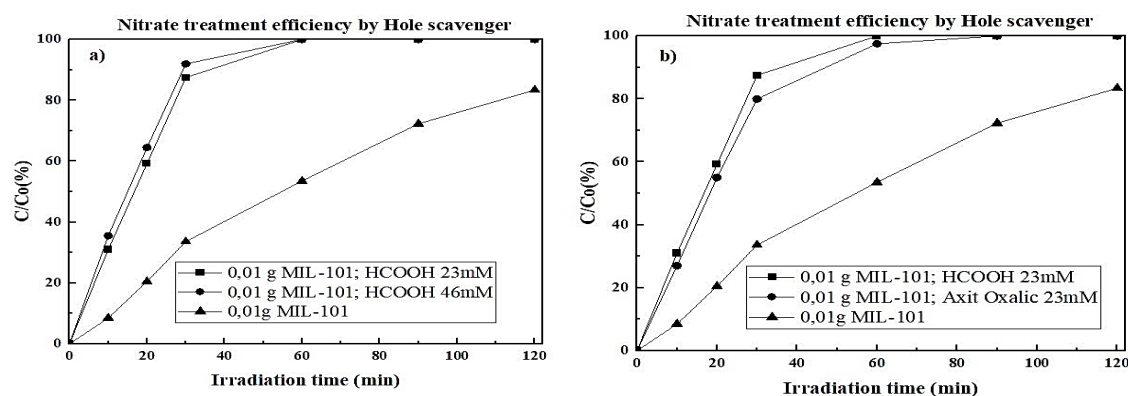 Nitrate treatment efficiency by Hole scavenger
a)
100
80
60
40
20
0
C/C0(%)
0,01 g MIL-101; HCOOH 23mM
0,01 g MIL-101; HCOOH 46mM
0,01g MIL-101
0 20 40 60 80 100 120
Irradiation time (min)
Nitrate treatment efficiency by Hole scavenger
b)
100
80
60
40
20
0
C/C0(%)
0,01 g MIL-101; HCOOH 23mM
0,01 g MIL-101; Axit Oxalic 23mM
0,01g MIL-101
0 20 40 60 80 100 120
Irradiation time (min)